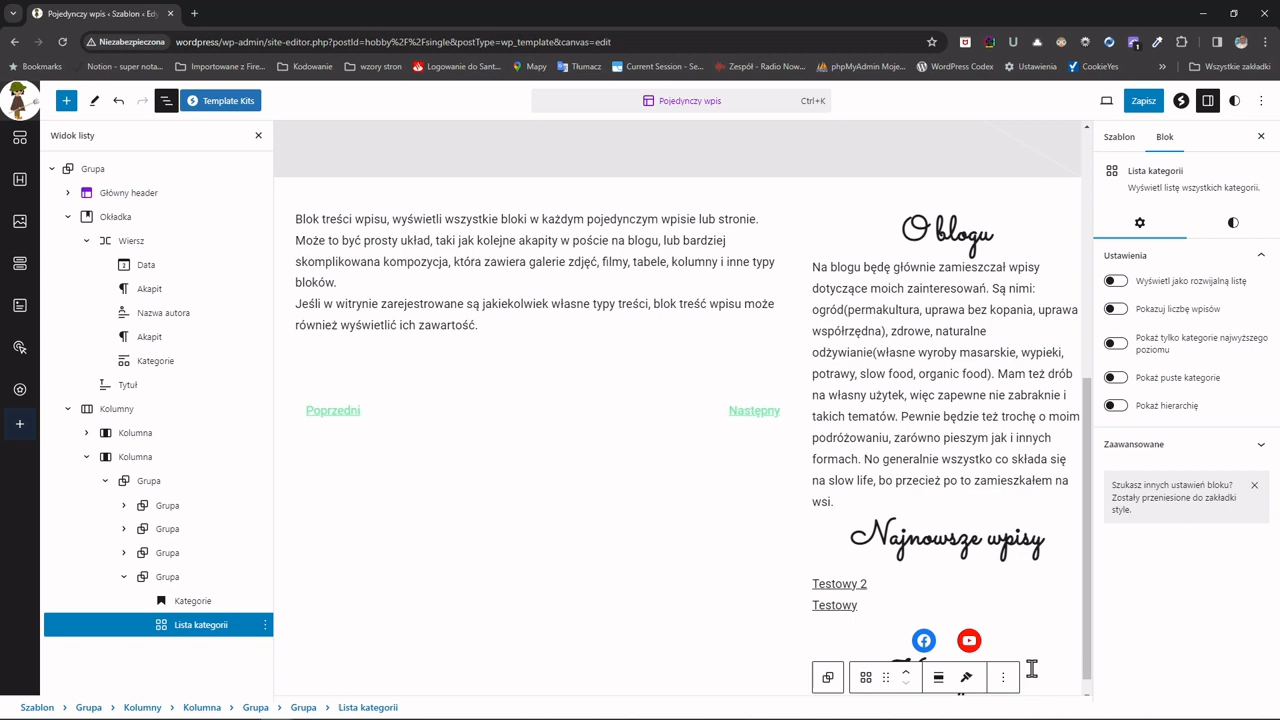 Pojedynczy wpis ‹ Szablon ‹ Edy
Niezabezpieczona
wordpress/wp-admin/site-editor.php?postId=hobby%2F%2Fsingle&postType=wp_template&canvas=edit
Bookmarks
Notion - super nota...
Importowane z Fire...
Kodowanie
wzory stron
Logowanie do Sant...
Mapy
Tłumacz
Current Session - Se...
Zespół - Radio Now...
phpMyAdmin Moje...
WordPress Codex
Ustawienia
CookieYes
Wszystkie zakładki
Template Kits
Pojedynczy wpis
Ctrl+K
Zapisz
Widok listy
Grupa
Główny header
Okładka
Wiersz
Data
Akapit
Nazwa autora
Akapit
Kategorie
Tytuł
Kolumny
Kolumna
Kolumna
Grupa
Grupa
Grupa
Grupa
Grupa
Kategorie
Lista kategorii
Blok treści wpisu, wyświetli wszystkie bloki w każdym pojedynczym wpisie lub stronie.
Może to być prosty układ, taki jak kolejne akapity w poście na blogu, lub bardziej
skomplikowana kompozycja, która zawiera galerie zdjęć, filmy, tabele, kolumny i inne typy
bloków.
Jeśli w witrynie zarejestrowane są jakiekolwiek własne typy treści, blok treść wpisu może
również wyświetlić ich zawartość.
Poprzedni
Następny
O blogu
Na blogu będę głównie zamieszczał wpisy
dotyczące moich zainteresowań. Są nimi:
ogród(permakultura, uprawa bez kopania, uprawa
współrzędna), zdrowe, naturalne
odżywianie(własne wyroby masarskie, wypieki,
potrawy, slow food, organic food). Mam też drób
na własny użytek, więc zapewne nie zabraknie i
takich tematów. Pewnie będzie też trochę o moim
podróżowaniu, zarówno pieszym jak i innych
formach. No generalnie wszystko co składa się
na slow life, bo przecież po to zamieszkałem na
wsi.
Najnowsze wpisy
Testowy 2
Testowy
Szablon
Blok
Lista kategorii
Wyświetl listę wszystkich kategorii.
Ustawienia
Wyświetl jako rozwijalną listę
Pokazuj liczbę wpisów
Pokaż tylko kategorie najwyższego
poziomu
Pokaż puste kategorie
Pokaż hierarchię
Zaawansowane
Szukasz innych ustawień bloku?
Zostały przeniesione do zakładki
style.
Szablon
Grupa
Kolumny
Kolumna
Grupa
Grupa
Lista kategorii